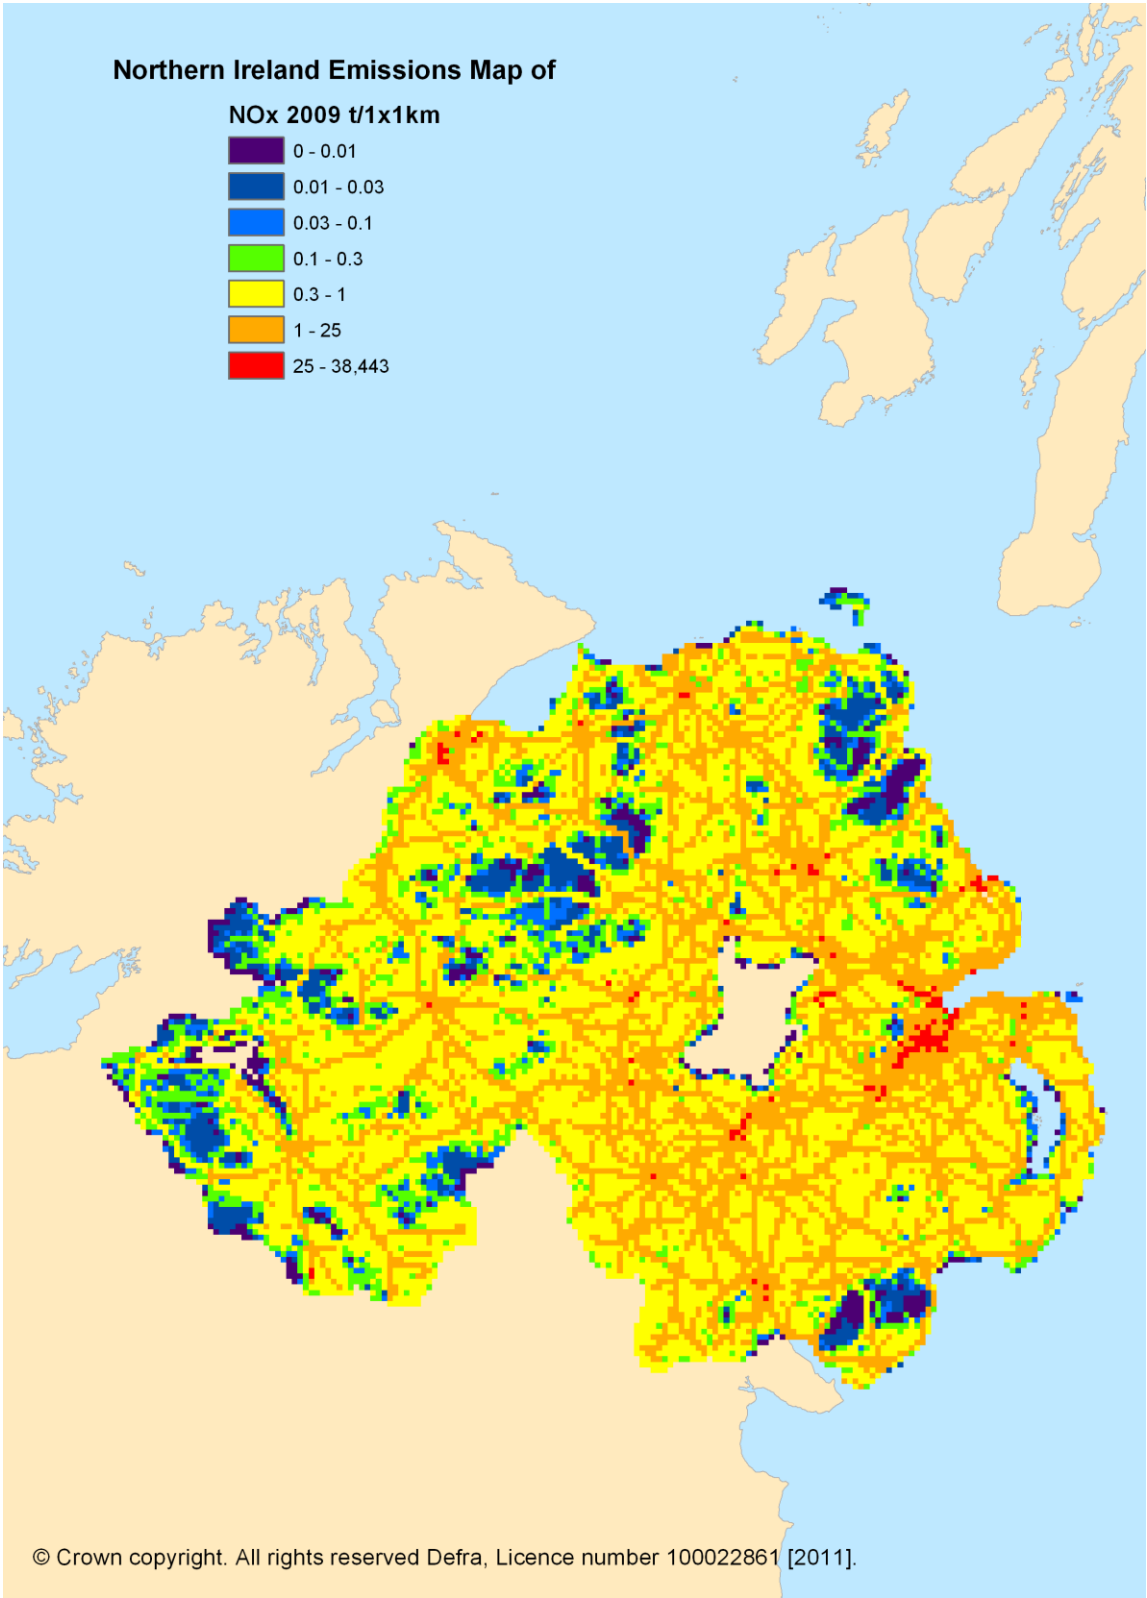 Northern Ireland Emissions Map of
NOx 2009 t/1x1km
0 - 0.01
0.01 - 0.03
0.03 - 0.1
0.1 - 0.3
0.3 - 1
1 - 25
25 - 38,443
© Crown copyright. All rights reserved Defra, Licence number 100022861 [2011].